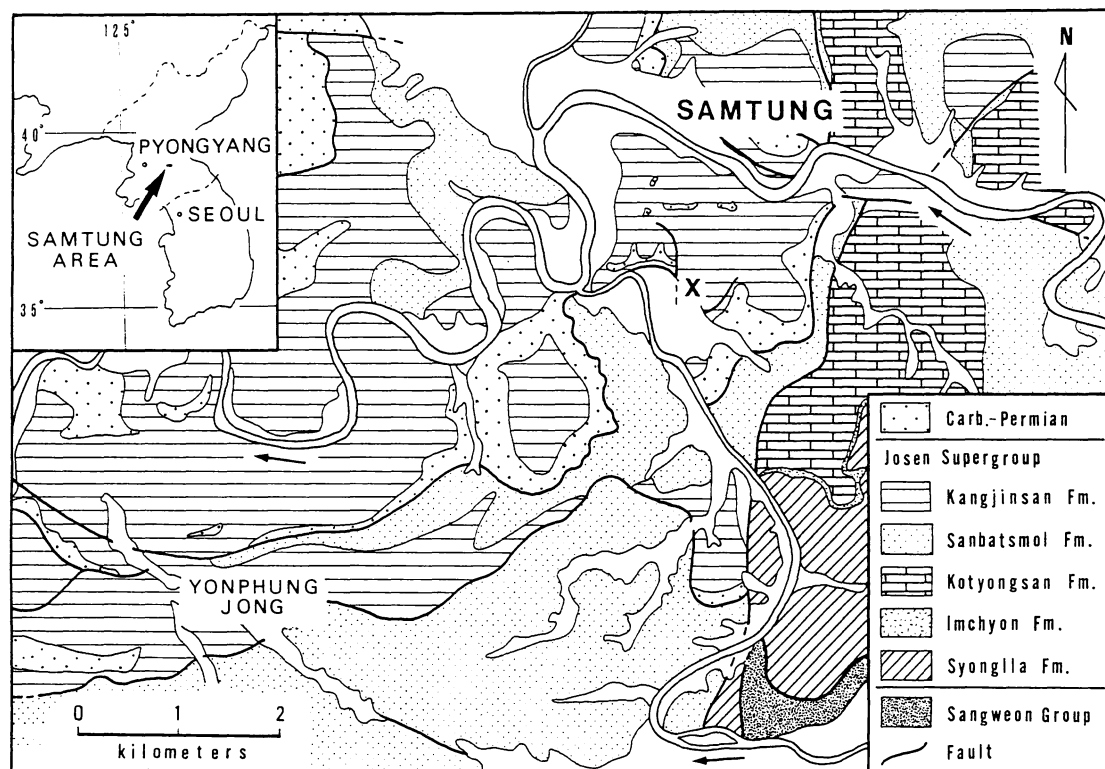 125°
40°
PYONGYANG
SEOUL
SAMTUNG
AREA
35°
SAMTUNG
N
X
YONPHUNG
JONG
0 1 2
kilometers
Carb.-Permian
Josen Supergroup
Kangjinsan Fm.
Sanbatsmol Fm.
Kotyongsan Fm.
Imchyon Fm.
Syonglla Fm.
Sangweon Group
Fault